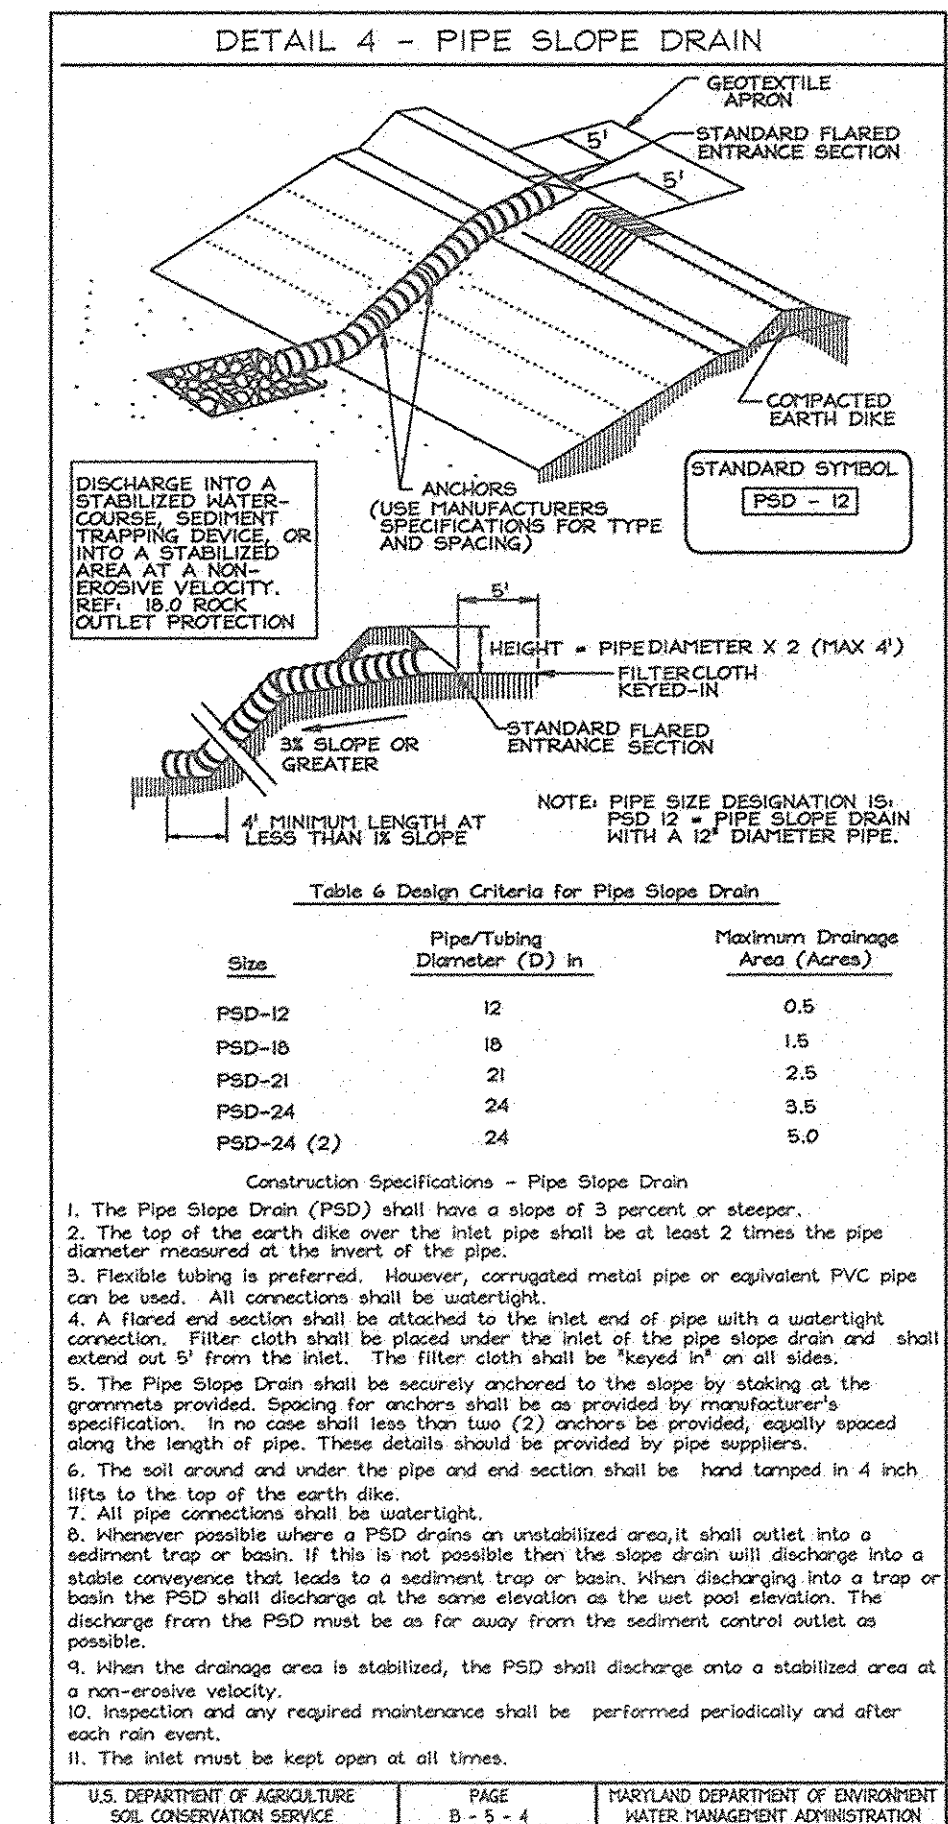 DETAIL 4 - PIPE SLOPE DRAIN
GEOTEXTILE
APRON
STANDARD FLARED
ENTRANCE SECTION
5'
5'
COMPACTED
EARTH DIKE
ANCHORS
(USE MANUFACTURERS
SPECIFICATIONS FOR TYPE
AND SPACING)
STANDARD SYMBOL
PSD - 12
DISCHARGE INTO A
STABILIZED WATER-
COURSE, SEDIMENT
TRAPPING DEVICE, OR
INTO A STABILIZED
AREA AT A NON-
EROSIVE VELOCITY.
REF: 18.0 ROCK
OUTLET PROTECTION
5'
HEIGHT = PIPE DIAMETER X 2 (MAX 4')
FILTER CLOTH
KEYED-IN
STANDARD FLARED
ENTRANCE SECTION
3% SLOPE OR
GREATER
4' MINIMUM LENGTH AT
LESS THAN 1% SLOPE
NOTE: PIPE SIZE DESIGNATION IS:
PSD 12 = PIPE SLOPE DRAIN
WITH A 12" DIAMETER PIPE.
Table 6 Design Criteria for Pipe Slope Drain
Size Pipe/Tubing Diameter (D) in Maximum Drainage Area (Acres)
PSD-12 12 0.5
PSD-18 18 1.5
PSD-21 21 2.5
PSD-24 24 3.5
PSD-24 (2) 24 5.0
Construction Specifications - Pipe Slope Drain
1. The Pipe Slope Drain (PSD) shall have a slope of 3 percent or steeper.
2. The top of the earth dike over the inlet pipe shall be at least 2 times the pipe
diameter measured at the invert of the pipe.
3. Flexible tubing is preferred. However, corrugated metal pipe or equivalent PVC pipe
can be used. All connections shall be watertight.
4. A flared end section shall be attached to the inlet end of pipe with a watertight
connection. Filter cloth shall be placed under the inlet of the pipe slope drain and shall
extend out 5' from the inlet. The filter cloth shall be "keyed in" on all sides.
5. The Pipe Slope Drain shall be securely anchored to the slope by staking at the
grommets provided. Spacing for anchors shall be as provided by manufacturer's
specification. In no case shall less than two (2) anchors be provided, equally spaced
along the length of pipe. These details should be provided by pipe suppliers.
6. The soil around and under the pipe and end section shall be hand tamped in 4 inch
lifts to the top of the earth dike.
7. All pipe connections shall be watertight.
8. Whenever possible where a PSD drains an unstabilized area, it shall outlet into a
sediment trap or basin. If this is not possible then the slope drain will discharge into a
stable conveyence that leads to a sediment trap or basin. When discharging into a trap or
basin the PSD shall discharge at the same elevation as the wet pool elevation. The
discharge from the PSD must be as far away from the sediment control outlet as
possible.
9. When the drainage area is stabilized, the PSD shall discharge onto a stabilized area at
a non-erosive velocity.
10. Inspection and any required maintenance shall be performed periodically and after
each rain event.
11. The inlet must be kept open at all times.
U.S. DEPARTMENT OF AGRICULTURE
SOIL CONSERVATION SERVICE
PAGE
B - 5 - 4
MARYLAND DEPARTMENT OF ENVIRONMENT
WATER MANAGEMENT ADMINISTRATION